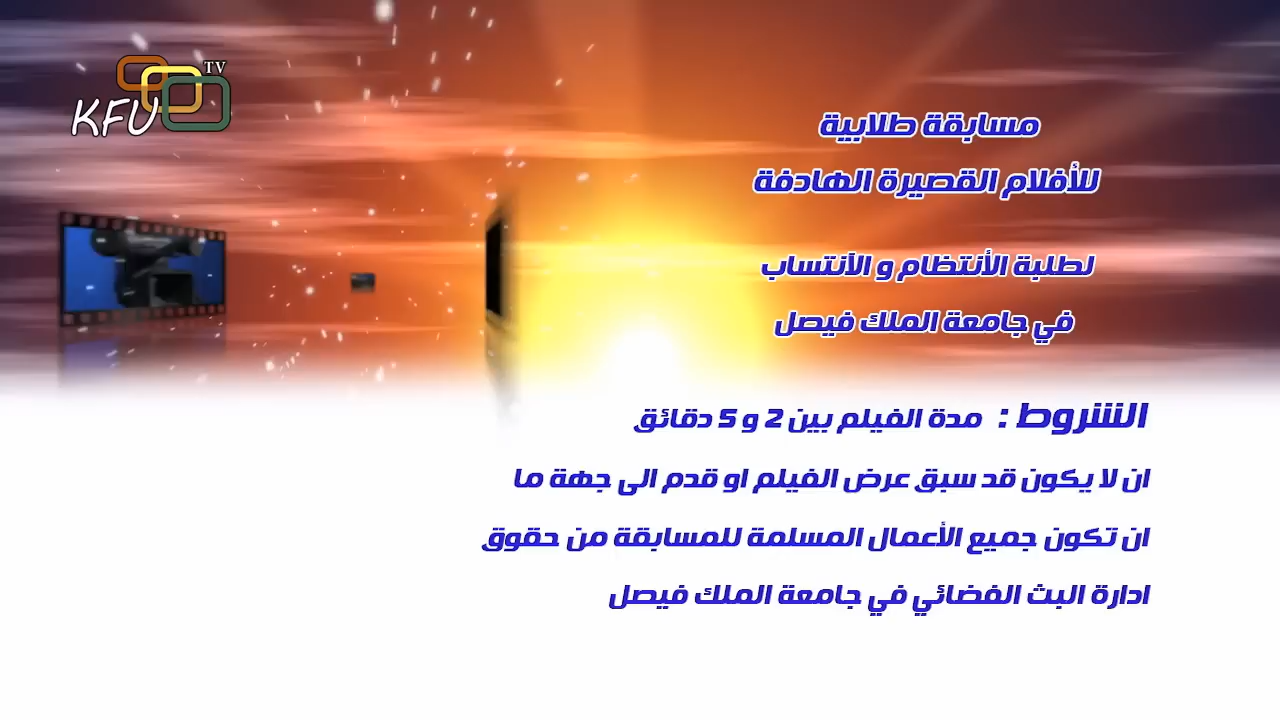 KFU TV
مسابقة طلابية
للأفلام القصيرة الهادفة
لطلبة الأنتظام و الأنتساب
في جامعة الملك فيصل
الشروط : مدة الفيلم بين 2 و 5 دقائق
ان لا يكون قد سبق عرض الفيلم او قدم الى جهة ما
ان تكون جميع الأعمال المسلمة للمسابقة من حقوق
ادارة البث الفضائي في جامعة الملك فيصل